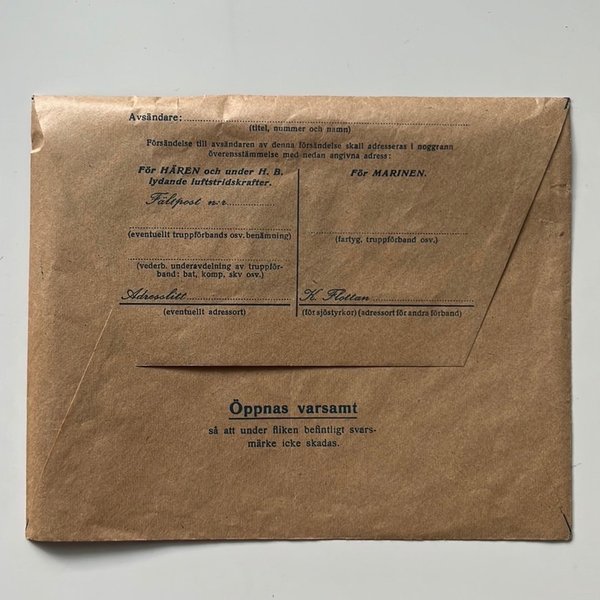 Avsändare:
(titel, nummer och namn)
Försändelse till avsändaren av denna försändelse skall adresseras i noggrann
överensstämmelse med nedan angivna adress:
För HÄREN och under H. B.
lydande luftstridskrafter.
Fältpost n:r
(eventuellt truppförbands osv. benämning)
(vederb. underavdelning av truppför-
band: bat, komp. skv osv.)
Adresslitt
(eventuellt adressort)
För MARINEN.
(fartyg, truppförband osv.)
K. Flottan
(för sjöstyrkor) (adressort för andra förband)
Öppnas varsamt
så att under fliken befintligt svars-
märke icke skadas.